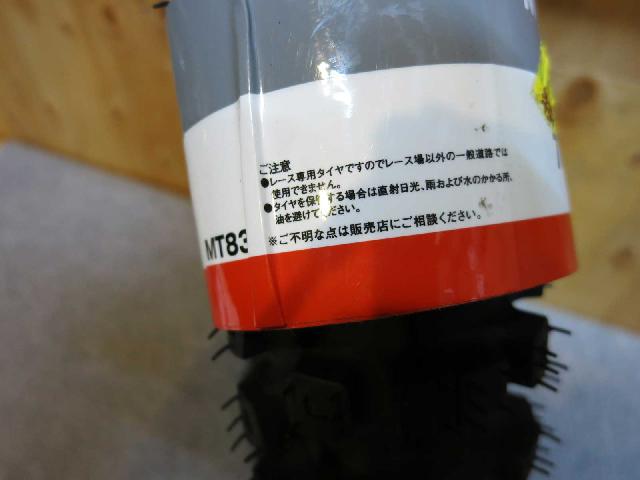 ご注意
●レース専用タイヤですのでレース場以外の一般道路では
使用できません。
●タイヤを保管する場合は直射日光、雨および水のかかる所、
油を避けてください。
※ご不明な点は販売店にご相談ください。
MT83